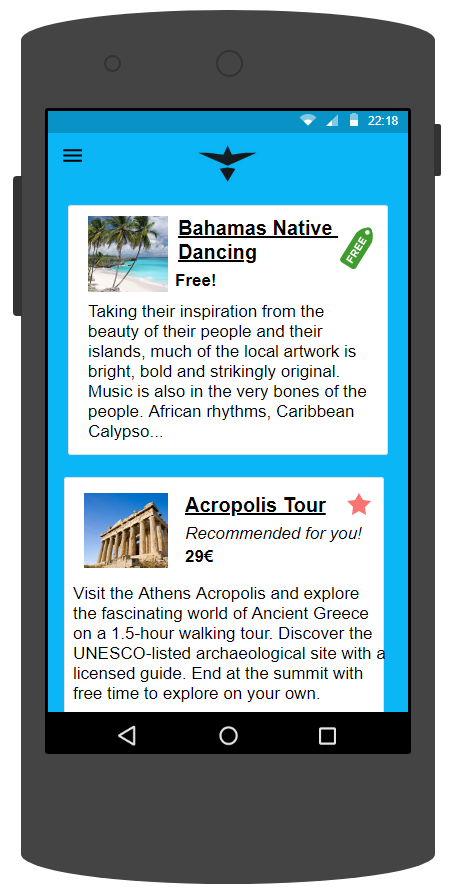 22:18
Bahamas Native
Dancing
FREE
Free!
Taking their inspiration from the
beauty of their people and their
islands, much of the local artwork is
bright, bold and strikingly original.
Music is also in the very bones of the
people. African rhythms, Caribbean
Calypso...
Acropolis Tour
Recommended for you!
29€
Visit the Athens Acropolis and explore
the fascinating world of Ancient Greece
on a 1.5-hour walking tour. Discover the
UNESCO-listed archaeological site with a
licensed guide. End at the summit with
free time to explore on your own.